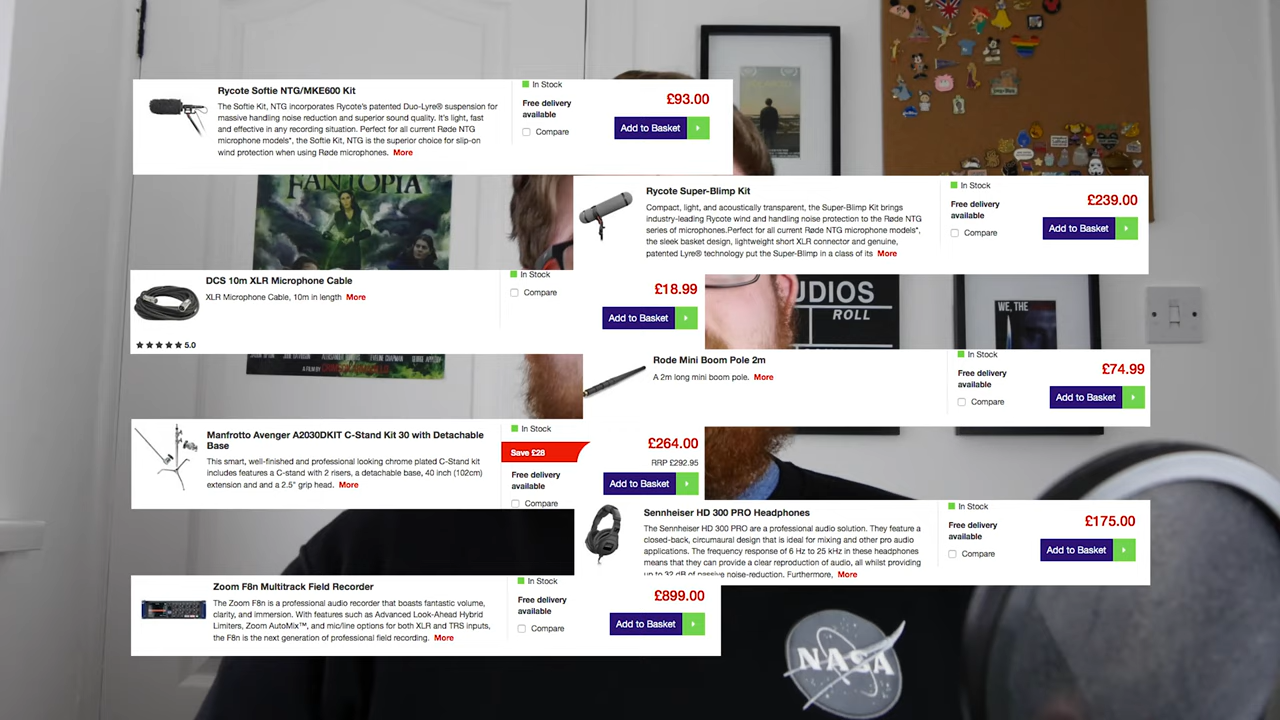 Rycote Softie NTG/MKE600 Kit
The Softie Kit, NTG incorporates Rycote's patented Duo-Lyre® suspension for
massive handling noise reduction and superior sound quality. It's light, fast
and effective in any recording situation. Perfect for all current Røde NTG
microphone models*, the Softie Kit, NTG is the superior choice for slip-on
wind protection when using Røde microphones. More
In Stock
Free delivery
available
Compare
£93.00
Add to Basket
Rycote Super-Blimp Kit
Compact, light, and acoustically transparent, the Super-Blimp Kit brings
industry-leading Rycote wind and handling noise protection to the Røde NTG
series of microphones.Perfect for all current Røde NTG microphone models*,
the sleek basket design, lightweight short XLR connector and genuine,
patented Lyre® technology put the Super-Blimp in a class of its More
In Stock
Free delivery
available
Compare
£239.00
Add to Basket
FANTOPIA
DCS 10m XLR Microphone Cable
XLR Microphone Cable, 10m in length More
5.0
In Stock
Compare
£18.99
Add to Basket
UDIOS
ROLL
WE, THE
Rode Mini Boom Pole 2m
A 2m long mini boom pole. More
In Stock
Free delivery
available
Compare
£74.99
Add to Basket
A FILM BY
Manfrotto Avenger A2030DKIT C-Stand Kit 30 with Detachable
Base
This smart, well-finished and professional looking chrome plated C-stand kit
includes features a C-stand with 2 risers, a detachable base, 40 inch (102cm)
extension and and a 2.5" grip head. More
In Stock
Save £28
Free delivery
available
Compare
£264.00
RRP £292.95
Add to Basket
Sennheiser HD 300 PRO Headphones
The Sennheiser HD 300 PRO are a professional audio solution. They feature a
closed-back, circumaural design that is ideal for mixing and other pro audio
applications. The frequency response of 6 Hz to 25 kHz in these headphones
means that they can provide a clear reproduction of audio, all whilst providing
up to 32 dB of passive noise-reduction. Furthermore, More
In Stock
Free delivery
available
Compare
£175.00
Add to Basket
Zoom F8n Multitrack Field Recorder
The Zoom F8n is a professional audio recorder that boasts fantastic volume,
clarity, and immersion. With features such as Advanced Look-Ahead Hybrid
Limiters, Zoom AutoMix™, and mic/line options for both XLR and TRS inputs,
the F8n is the next generation of professional field recording. More
In Stock
Free delivery
available
Compare
£899.00
Add to Basket
NASA